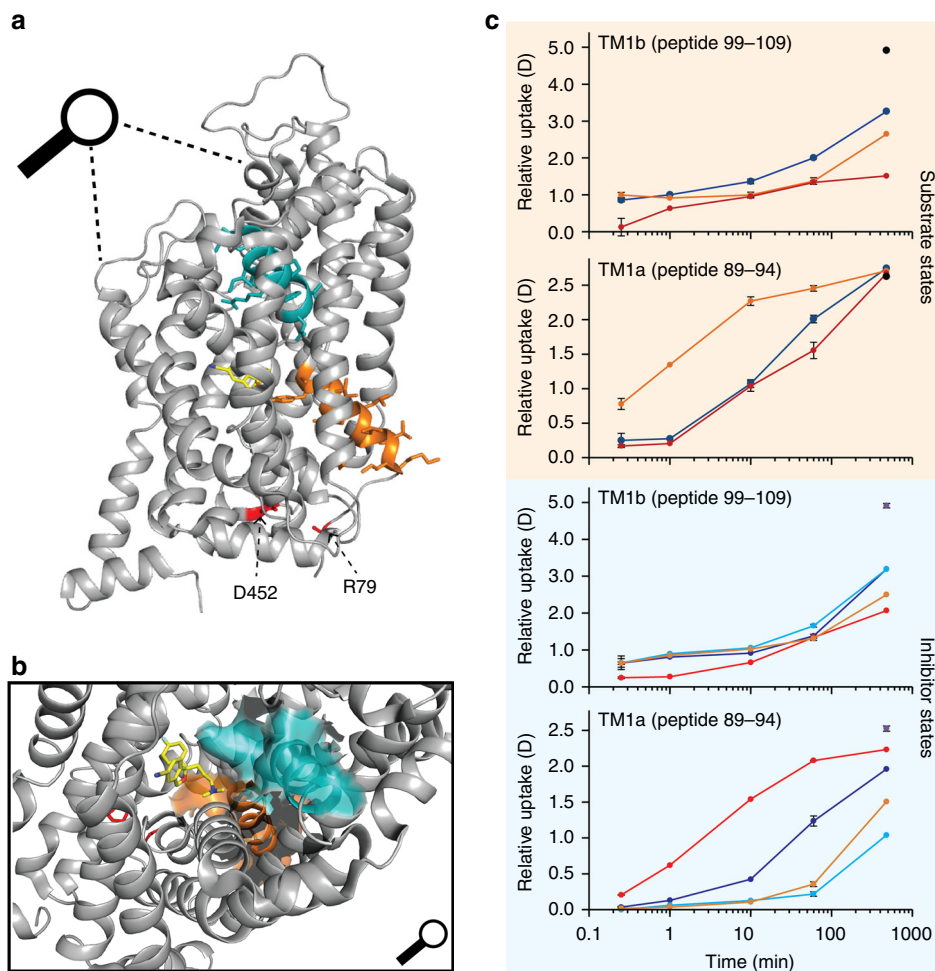 a
D452
R79
b
c
TM1b (peptide 99–109)
Relative uptake (D)
5.0
4.0
3.0
2.0
1.0
0.0
TM1a (peptide 89–94)
Relative uptake (D)
2.5
2.0
1.5
1.0
0.5
0.0
Substrate states
TM1b (peptide 99–109)
Relative uptake (D)
5.0
4.0
3.0
2.0
1.0
0.0
TM1a (peptide 89–94)
Relative uptake (D)
2.5
2.0
1.5
1.0
0.5
0.0
Inhibitor states
0.1 1 10 100 1000
Time (min)